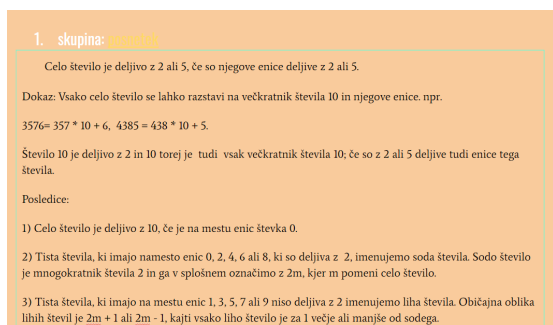 1. skupina:
Celo število je deljivo z 2 ali 5, če so njegove enice deljive z 2 ali 5.
Dokaz: Vsako celo število se lahko razstavi na večkratnik števila 10 in njegove enice. npr.
3576= 357 * 10 + 6, 4385 = 438 * 10 + 5.
Število 10 je deljivo z 2 in 10 torej je tudi vsak večkratnik števila 10; če so z 2 ali 5 deljive tudi enice tega
števila.
Posledice:
1) Celo število je deljivo z 10, če je na mestu enic števka 0.
2) Tista števila, ki imajo namesto enic 0, 2, 4, 6 ali 8, ki so deljiva z 2, imenujemo soda števila. Sodo število
je mnogokratnik števila 2 in ga v splošnem označimo z 2m, kjer m pomeni celo število.
3) Tista števila, ki imajo na mestu enic 1, 3, 5, 7 ali 9 niso deljiva z 2 imenujemo liha števila. Običajna oblika
lihih števil je 2m + 1 ali 2m - 1, kajti vsako liho število je za 1 večje ali manjše od sodega.